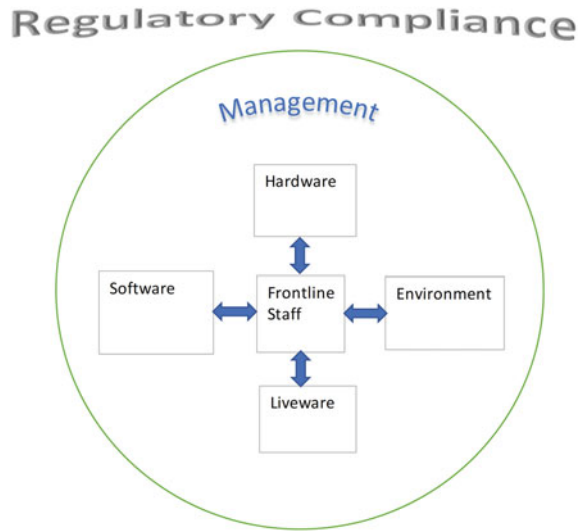 Regulatory Compliance
Management
Hardware
Software
Frontline
Staff
Environment
Liveware